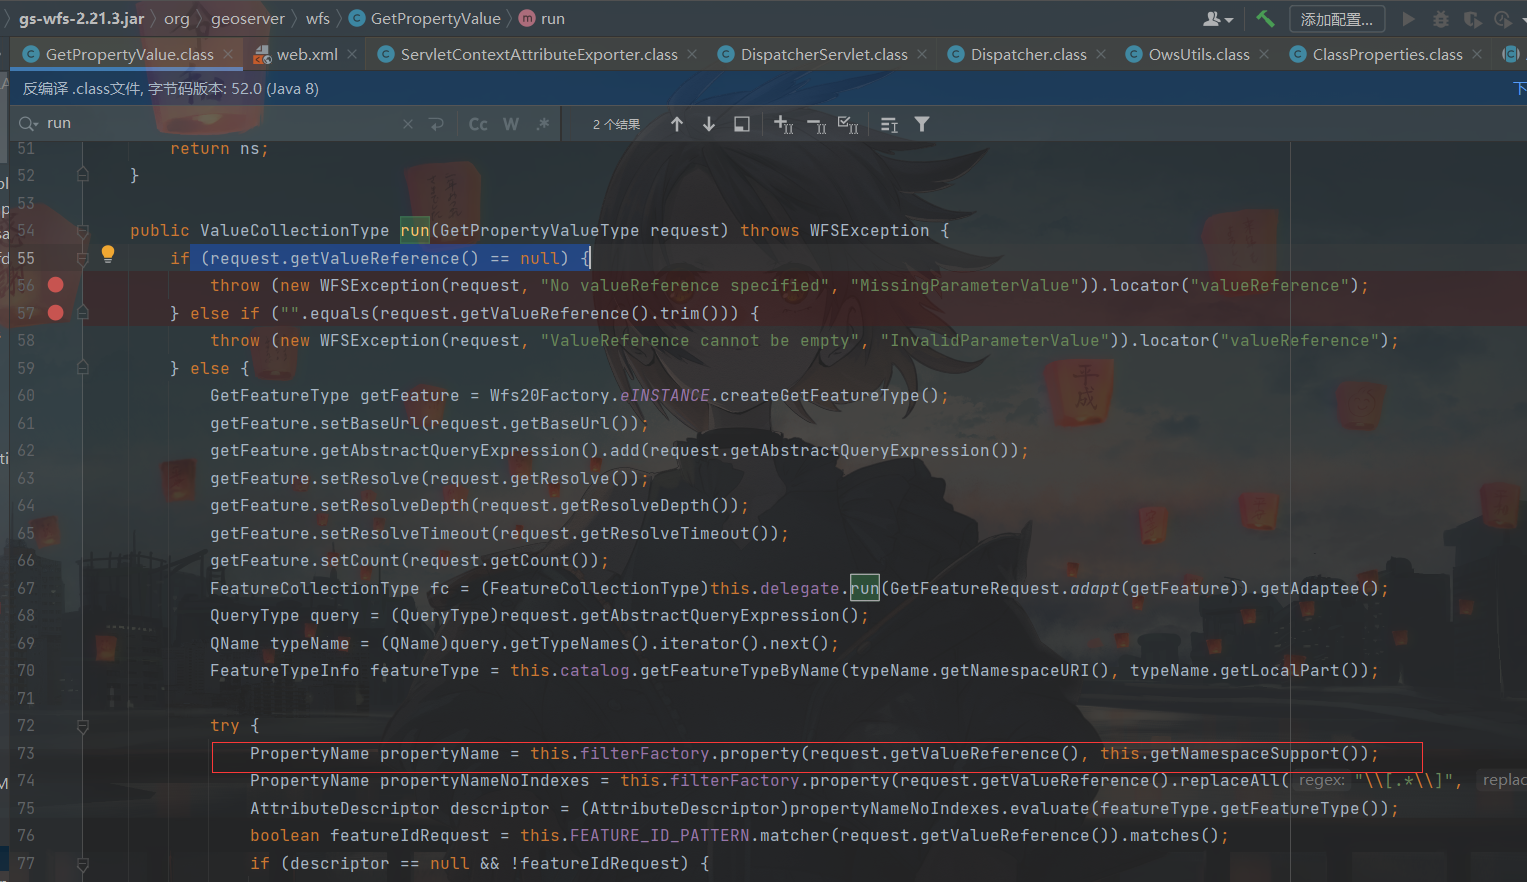 gs-wfs-2.21.3.jar org geoserver wfs GetPropertyValue run 添加配置...
GetPropertyValue.class web.xml ServletContextAttributeExporter.class DispatcherServlet.class Dispatcher.class OwsUtils.class ClassProperties.class
反编译 .class文件, 字节码版本: 52.0 (Java 8) 下
run Cc W .* 2 个结果
51 return ns;
52 }
53
54 public ValueCollectionType run(GetPropertyValueType request) throws WFSException {
55 if (request.getValueReference() == null) {
56 throw (new WFSException(request, "No valueReference specified", "MissingParameterValue")).locator("valueReference");
57 } else if ("".equals(request.getValueReference().trim())) {
58 throw (new WFSException(request, "ValueReference cannot be empty", "InvalidParameterValue")).locator("valueReference");
59 } else {
60 GetFeatureType getFeature = Wfs20Factory.eINSTANCE.createGetFeatureType();
61 getFeature.setBaseUrl(request.getBaseUrl());
62 getFeature.getAbstractQueryExpression().add(request.getAbstractQueryExpression());
63 getFeature.setResolve(request.getResolve());
64 getFeature.setResolveDepth(request.getResolveDepth());
65 getFeature.setResolveTimeout(request.getResolveTimeout());
66 getFeature.setCount(request.getCount());
67 FeatureCollectionType fc = (FeatureCollectionType)this.delegate.run(GetFeatureRequest.adapt(getFeature)).getAdaptee();
68 QueryType query = (QueryType)request.getAbstractQueryExpression();
69 QName typeName = (QName)query.getTypeNames().iterator().next();
70 FeatureTypeInfo featureType = this.catalog.getFeatureTypeByName(typeName.getNamespaceURI(), typeName.getLocalPart());
71
72 try {
73 PropertyName propertyName = this.filterFactory.property(request.getValueReference(), this.getNamespaceSupport());
74 PropertyName propertyNameNoIndexes = this.filterFactory.property(request.getValueReference().replaceAll( regex: "\\[.*\\]", replac
75 AttributeDescriptor descriptor = (AttributeDescriptor)propertyNameNoIndexes.evaluate(featureType.getFeatureType());
76 boolean featureIdRequest = this.FEATURE_ID_PATTERN.matcher(request.getValueReference()).matches();
77 if (descriptor == null && !featureIdRequest) {